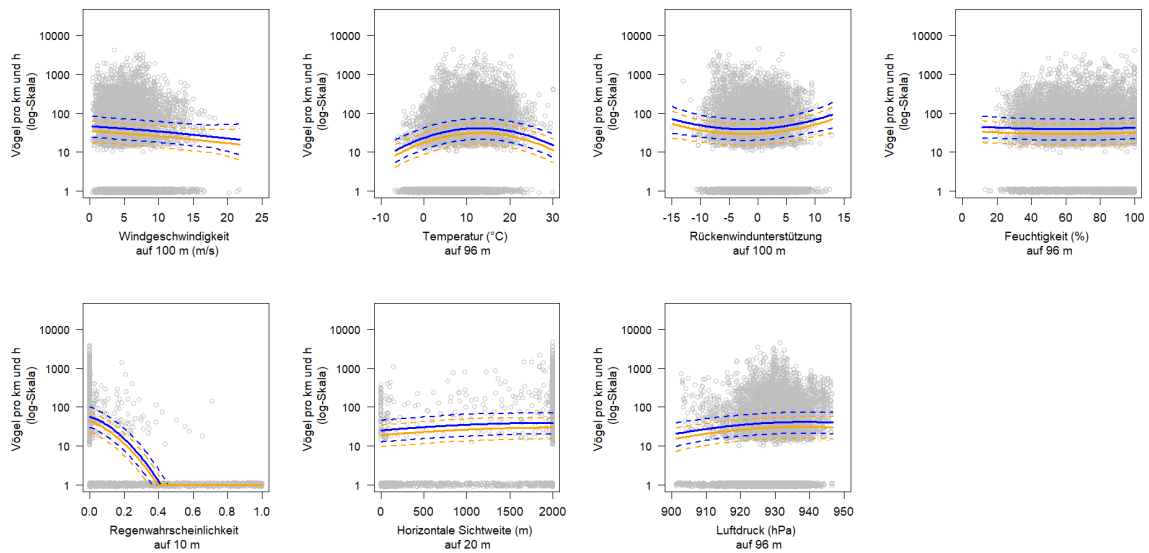 Vögel pro km und h
(log-Skala)
10000
1000
100
10
1
0 5 10 15 20 25
Windgeschwindigkeit
auf 100 m (m/s)
Vögel pro km und h
(log-Skala)
10000
1000
100
10
1
-10 0 10 20 30
Temperatur (°C)
auf 96 m
Vögel pro km und h
(log-Skala)
10000
1000
100
10
1
-15 -10 -5 0 5 10 15
Rückenwindunterstützung
auf 100 m
Vögel pro km und h
(log-Skala)
10000
1000
100
10
1
0 20 40 60 80 100
Feuchtigkeit (%)
auf 96 m
Vögel pro km und h
(log-Skala)
10000
1000
100
10
1
0.0 0.2 0.4 0.6 0.8 1.0
Regenwahrscheinlichkeit
auf 10 m
Vögel pro km und h
(log-Skala)
10000
1000
100
10
1
0 500 1000 1500 2000
Horizontale Sichtweite (m)
auf 20 m
Vögel pro km und h
(log-Skala)
10000
1000
100
10
1
900 910 920 930 940 950
Luftdruck (hPa)
auf 96 m